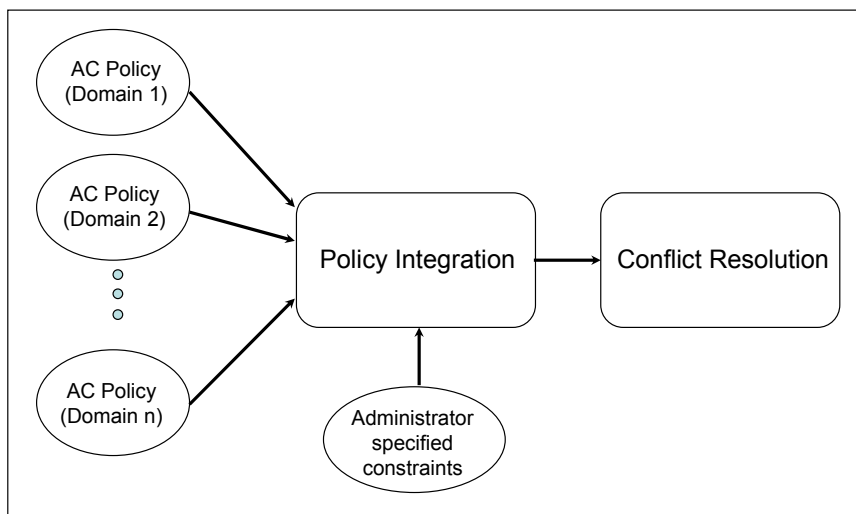 AC Policy
(Domain 1)
AC Policy
(Domain 2)
Policy Integration
Conflict Resolution
AC Policy
(Domain n)
Administrator
specified
constraints